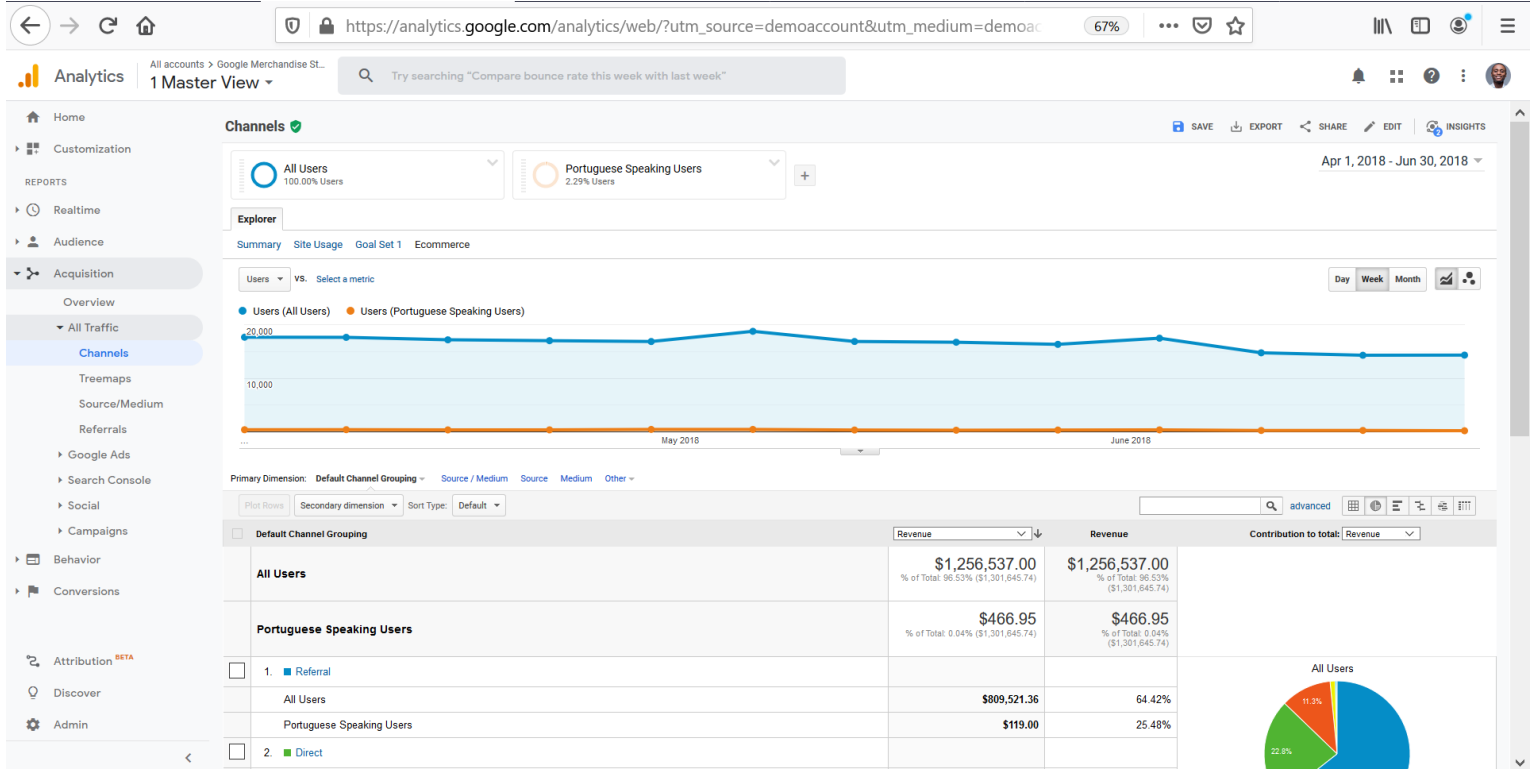 https://analytics.google.com/analytics/web/?utm_source=demoaccount&utm_medium=demoac
67%
Analytics
All accounts > Google Merchandise St...
1 Master View
Try searching "Compare bounce rate this week with last week"
Home
Customization
REPORTS
Realtime
Audience
Acquisition
Overview
All Traffic
Channels
Treemaps
Source/Medium
Referrals
Google Ads
Search Console
Social
Campaigns
Behavior
Conversions
Attribution BETA
Discover
Admin
Channels
SAVE EXPORT SHARE EDIT 2 INSIGHTS
All Users
100.00% Users
Portuguese Speaking Users
2.29% Users
+
Apr 1, 2018 - Jun 30, 2018
Explorer
Summary Site Usage Goal Set 1 Ecommerce
Users VS. Select a metric
Day Week Month
Users (All Users) Users (Portuguese Speaking Users)
20,000
10,000
... May 2018 June 2018
Primary Dimension: Default Channel Grouping Source / Medium Source Medium Other
Plot Rows Secondary dimension Sort Type: Default advanced
Default Channel Grouping Revenue Revenue Contribution to total: Revenue
All Users $1,256,537.00 $1,256,537.00
% of Total: 96.53% ($1,301,645.74) % of Total: 96.53%
($1,301,645.74)
Portuguese Speaking Users $466.95 $466.95
% of Total: 0.04% ($1,301,645.74) % of Total: 0.04%
($1,301,645.74)
1. Referral
All Users $809,521.36 64.42%
Portuguese Speaking Users $119.00 25.48%
2. Direct
All Users
11.3%
22.8%